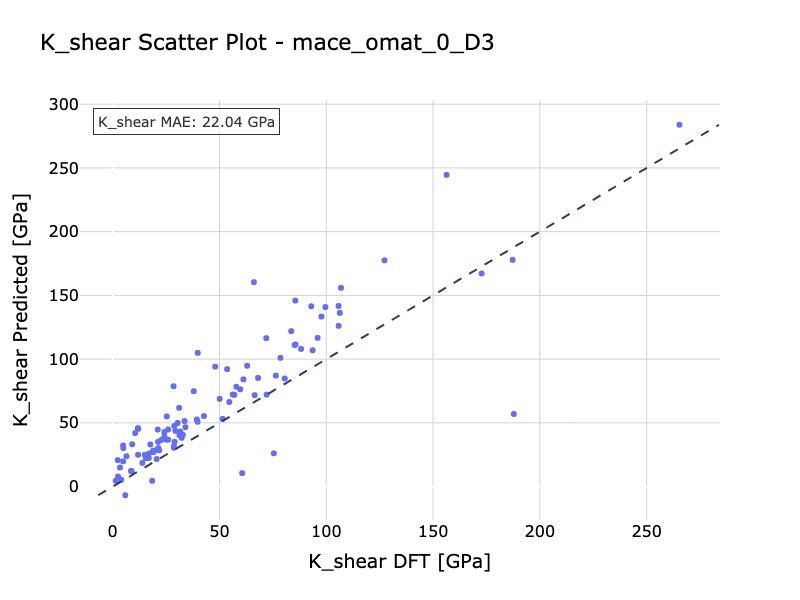 K_shear Scatter Plot - mace_omat_0_D3
K_shear MAE: 22.04 GPa
K_shear Predicted [GPa]
300
250
200
150
100
50
0
0 50 100 150 200 250
K_shear DFT [GPa]